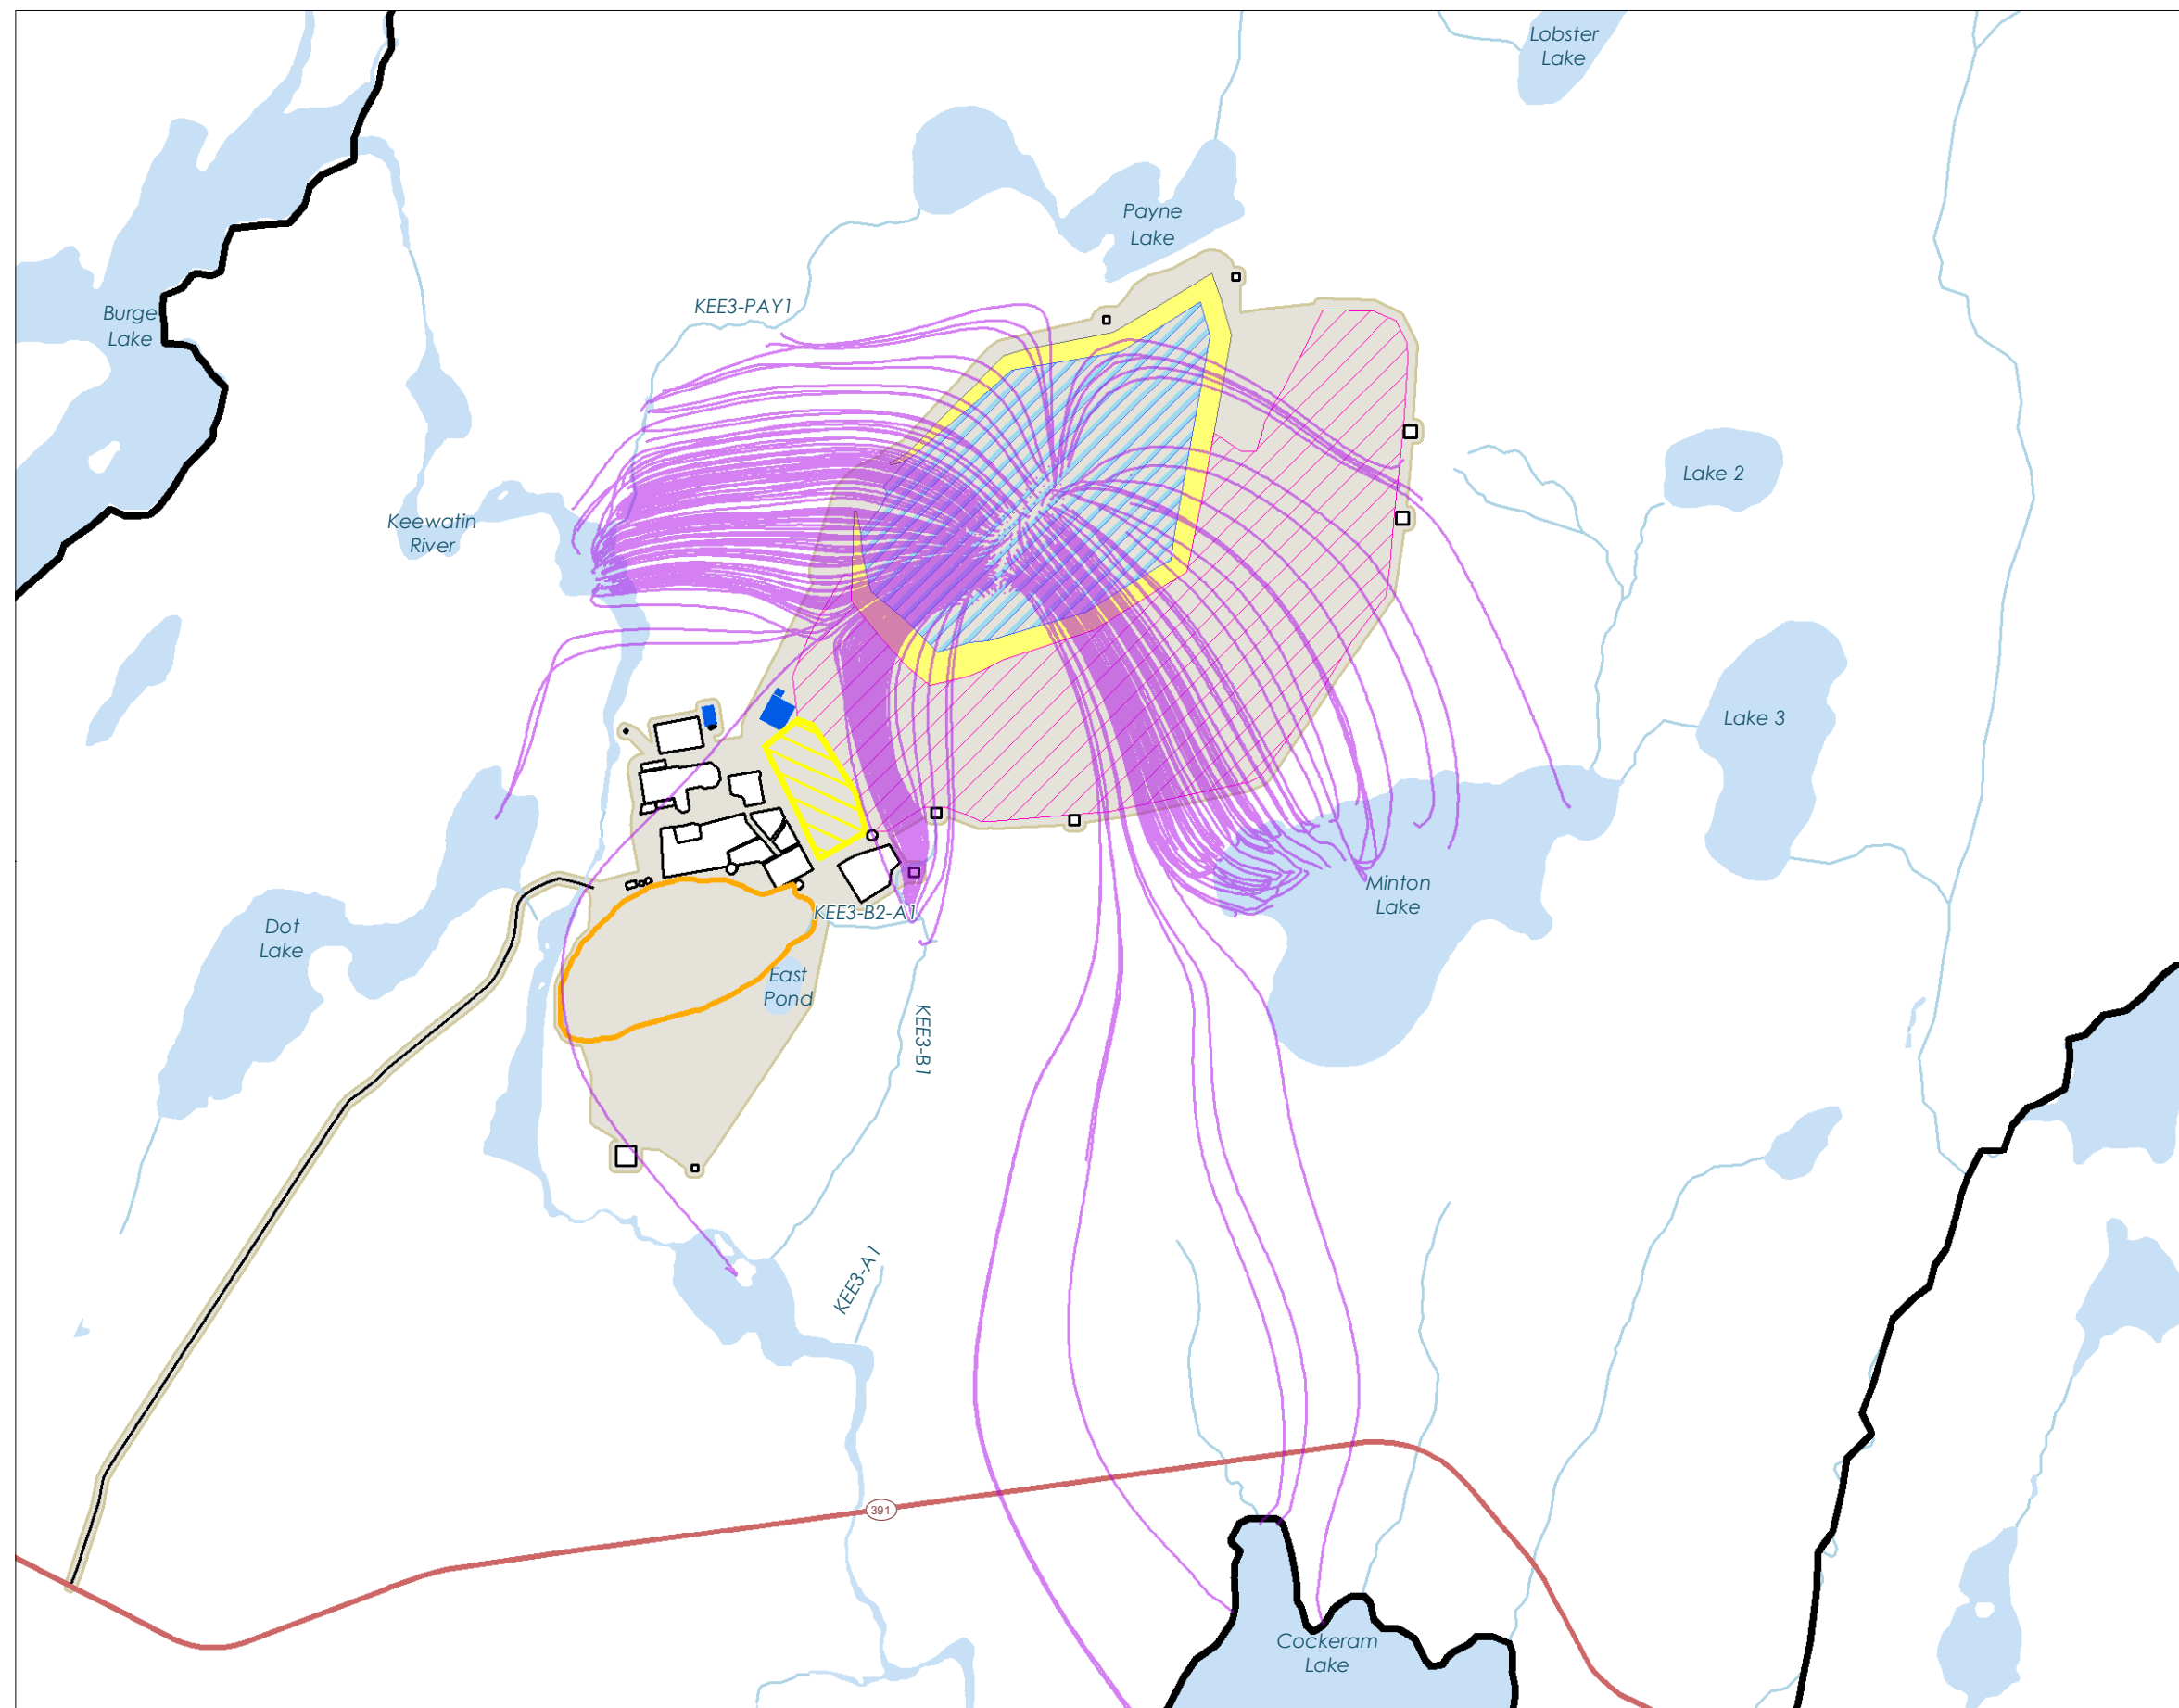 Lobster
Lake
Payne
Lake
KEE3-PAY1
Burge
Lake
Lake 2
Keewatin
River
Lake 3
Minton
Lake
KEE3-B2-A1
Dot
Lake
East
Pond
KEE3-B1
KEE3-A1
391
Cockeram
Lake